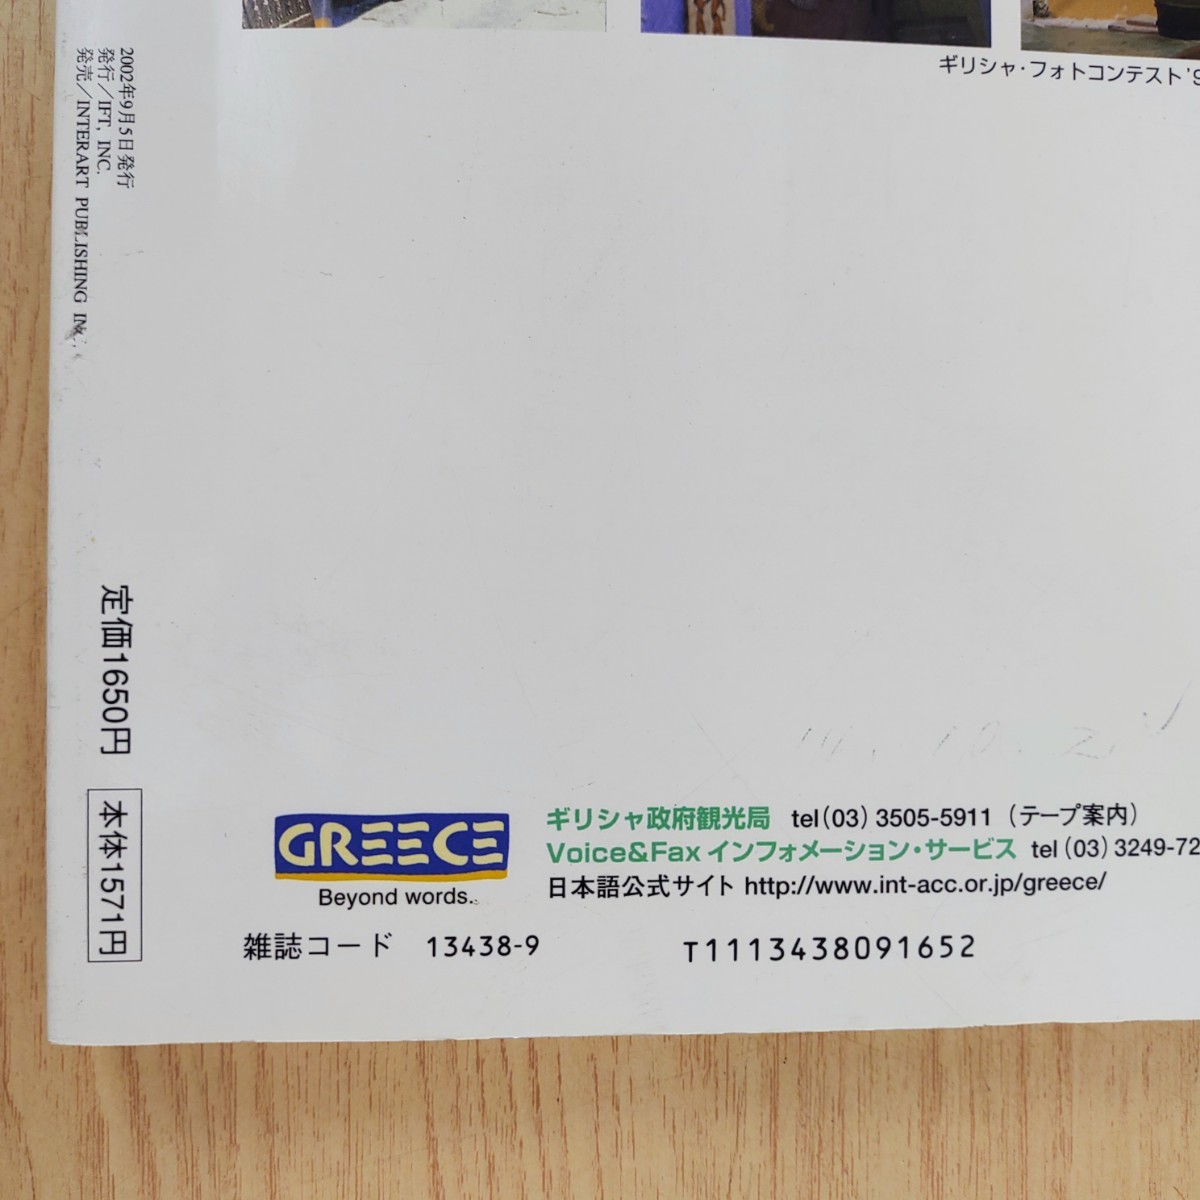 ギリシャ・フォトコンテスト'9
2002年9月5日発行
発行／IFT, INC.
発売／INTERART PUBLISHING INC.
定価1650円
本体1571円
GREECE
Beyond words.
ギリシャ政府観光局 tel(03)3505-5911（テープ案内）
Voice&Fax インフォメーション・サービス tel(03)3249-72
日本語公式サイト http://www.int-acc.or.jp/greece/
雑誌コード 13438-9 T1113438091652